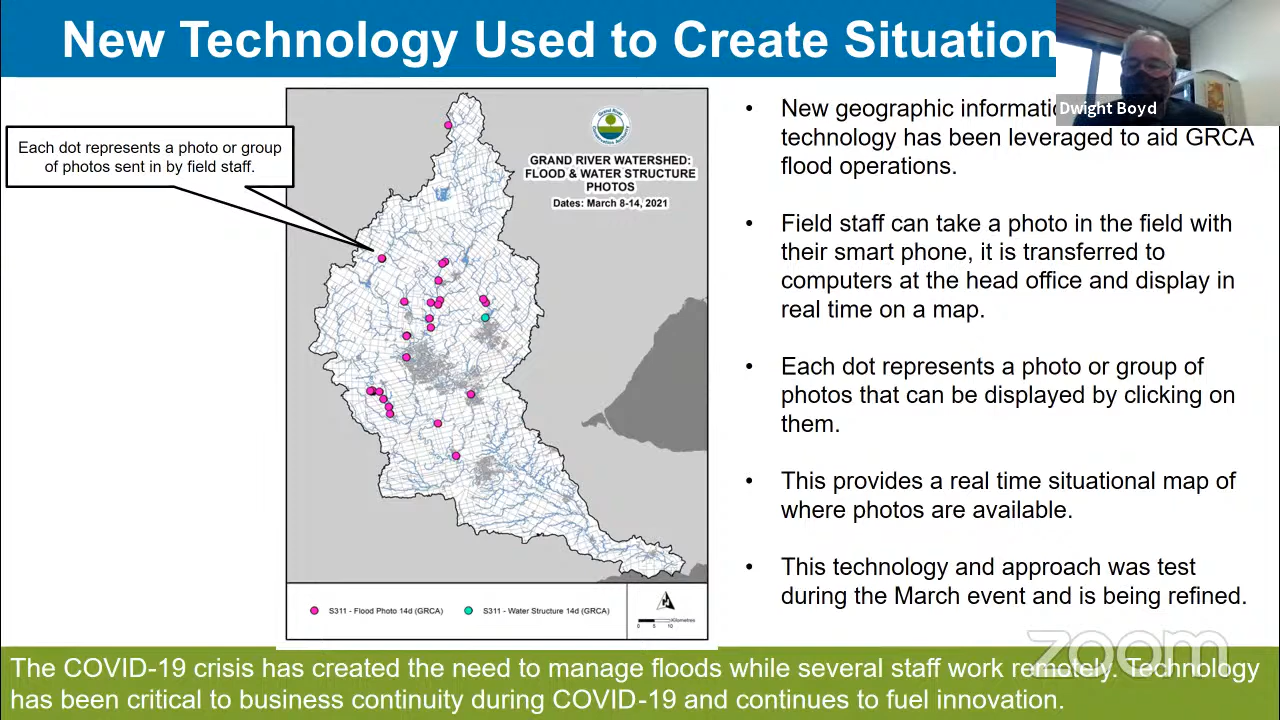 New Technology Used to Create Situation
Dwight Boyd
Each dot represents a photo or group
of photos sent in by field staff.
GRAND RIVER WATERSHED:
FLOOD & WATER STRUCTURE
PHOTOS
Dates: March 8-14, 2021
S311 - Flood Photo 14d (GRCA)
S311 - Water Structure 14d (GRCA)
Kilometres
0 5 10
• New geographic informati
technology has been leveraged to aid GRCA
flood operations.
• Field staff can take a photo in the field with
their smart phone, it is transferred to
computers at the head office and display in
real time on a map.
• Each dot represents a photo or group of
photos that can be displayed by clicking on
them.
• This provides a real time situational map of
where photos are available.
• This technology and approach was test
during the March event and is being refined.
zoom
The COVID-19 crisis has created the need to manage floods while several staff work remotely. Technology
has been critical to business continuity during COVID-19 and continues to fuel innovation.